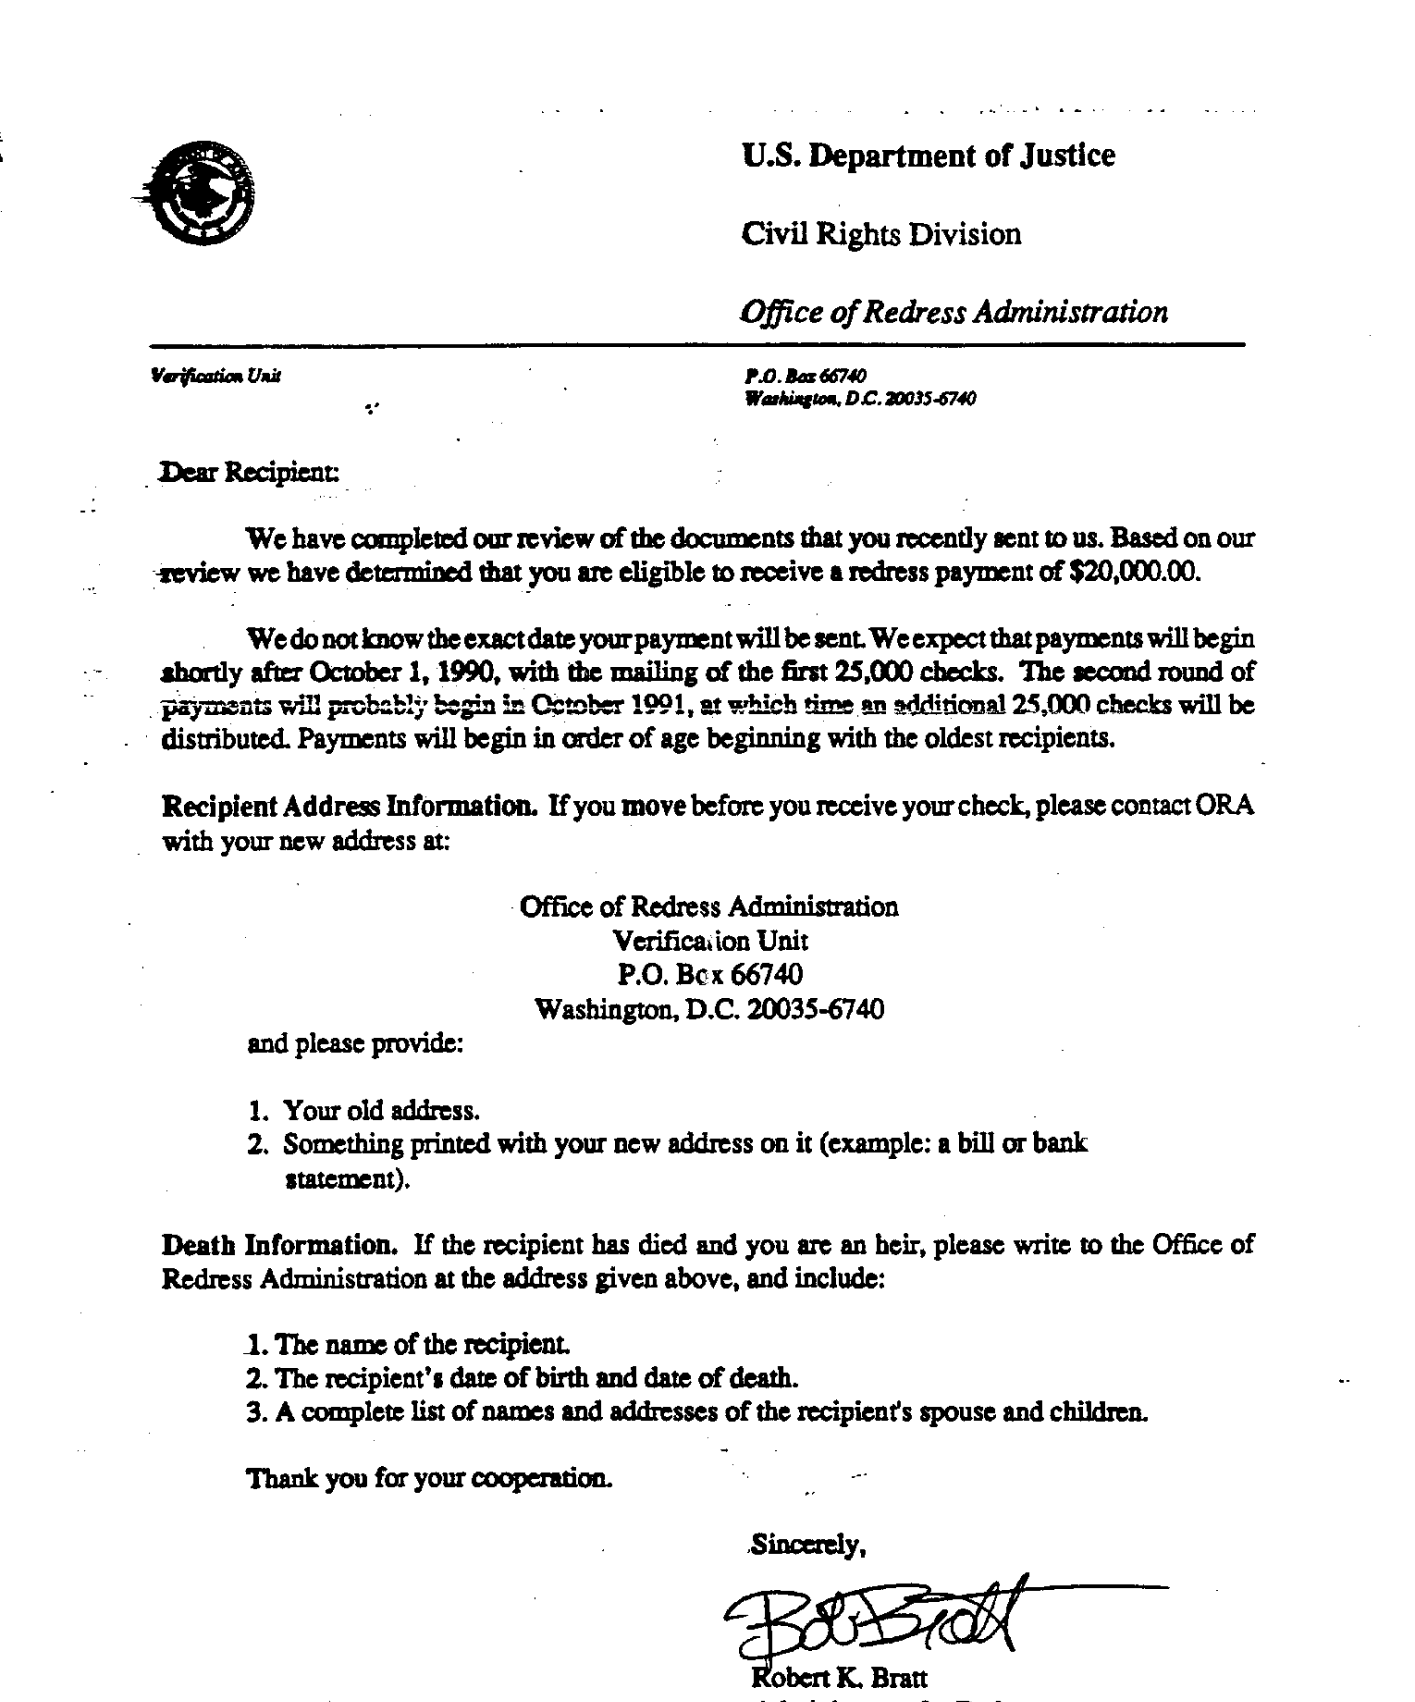 U.S. Department of Justice
Civil Rights Division
Office of Redress Administration
Verification Unit
P.O. Box 66740
Washington, D.C. 20035-6740
Dear Recipient:
We have completed our review of the documents that you recently sent to us. Based on our
review we have determined that you are eligible to receive a redress payment of $20,000.00.
We do not know the exact date your payment will be sent. We expect that payments will begin
shortly after October 1, 1990, with the mailing of the first 25,000 checks. The second round of
payments will probably begin in October 1991, at which time an additional 25,000 checks will be
distributed. Payments will begin in order of age beginning with the oldest recipients.
Recipient Address Information. If you move before you receive your check, please contact ORA
with your new address at:
Office of Redress Administration
Verification Unit
P.O. Box 66740
Washington, D.C. 20035-6740
and please provide:
1. Your old address.
2. Something printed with your new address on it (example: a bill or bank
statement).
Death Information. If the recipient has died and you are an heir, please write to the Office of
Redress Administration at the address given above, and include:
1. The name of the recipient.
2. The recipient's date of birth and date of death.
3. A complete list of names and addresses of the recipient's spouse and children.
Thank you for your cooperation.
Sincerely,
Bob Bratt
Robert K. Bratt